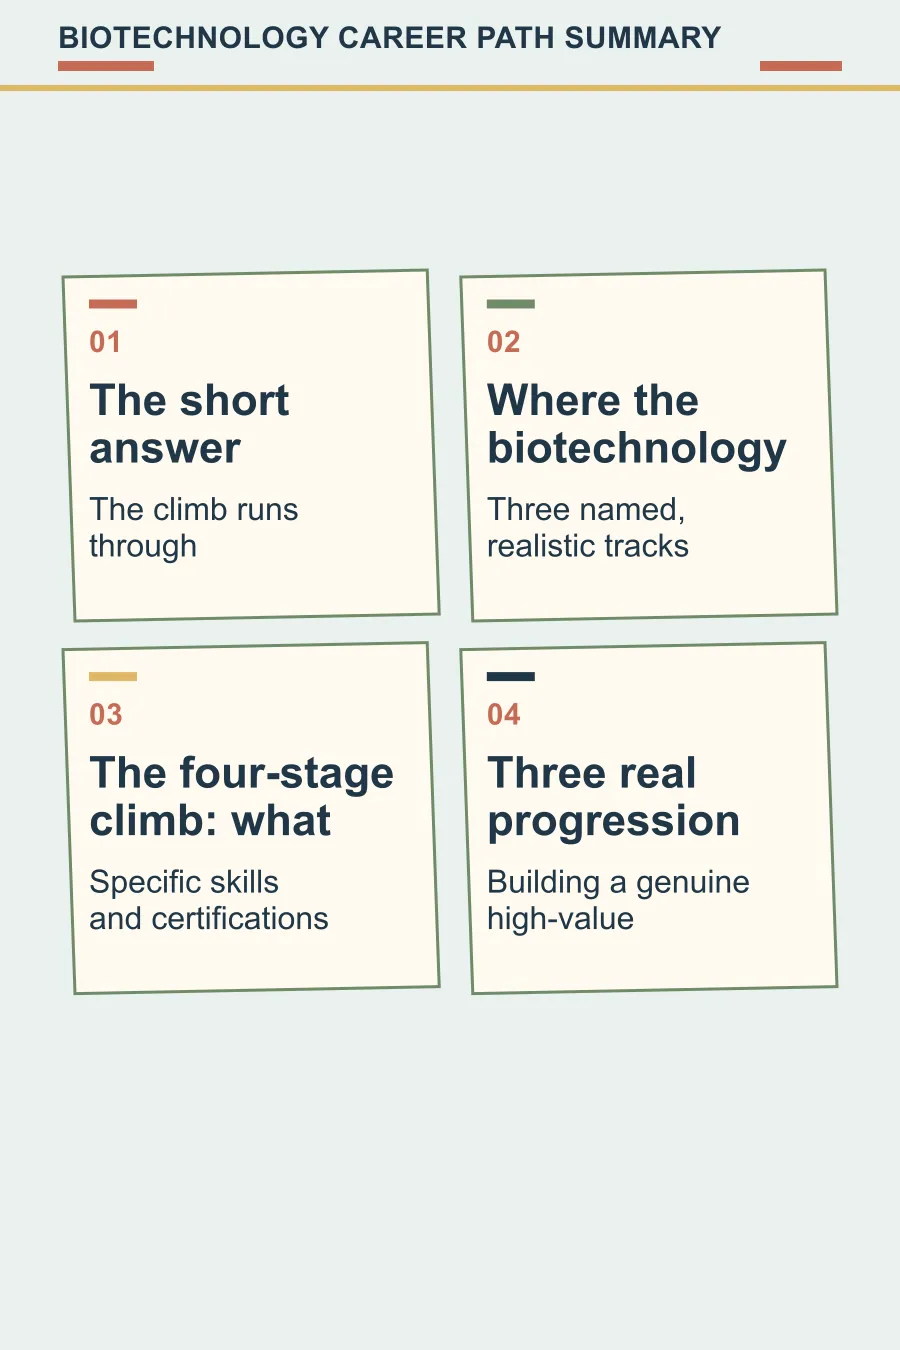 BIOTECHNOLOGY CAREER PATH SUMMARY
01
The short
answer
The climb runs
through
02
Where the
biotechnology
Three named,
realistic tracks
03
The four-stage
climb: what
Specific skills
and certifications
04
Three real
progression
Building a genuine
high-value